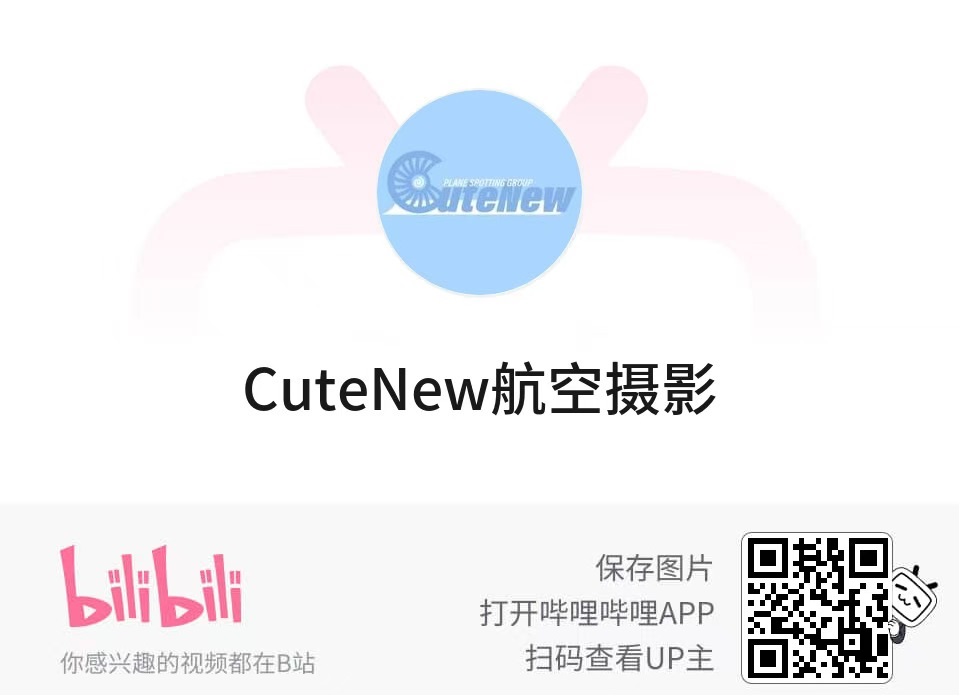 PLANE SPOTTING GROUP
CuteNew
CuteNew航空摄影
bilibili
你感兴趣的视频都在B站
保存图片
打开哔哩哔哩APP
扫码查看UP主